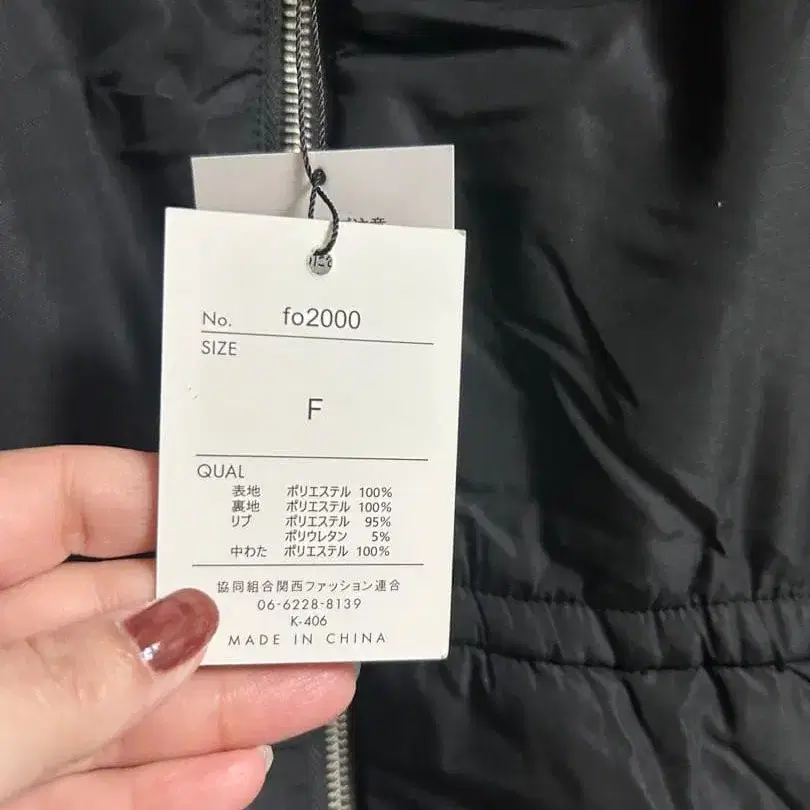 No. fo2000
SIZE
F
QUAL
表地 ポリエステル 100%
裏地 ポリエステル 100%
リブ ポリエステル 95%
ポリウレタン 5%
中わた ポリエステル 100%
協同組合関西ファッション連合
06-6228-8139
K-406
MADE IN CHINA